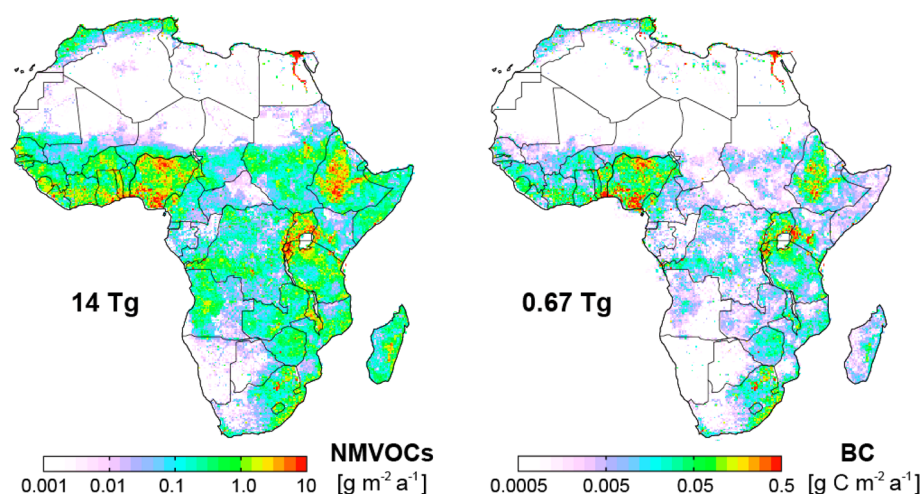 14 Tg
NMVOCs
0.001 0.01 0.1 1.0 10 [g m⁻² a⁻¹]
0.67 Tg
BC
0.0005 0.005 0.05 0.5 [g C m⁻² a⁻¹]